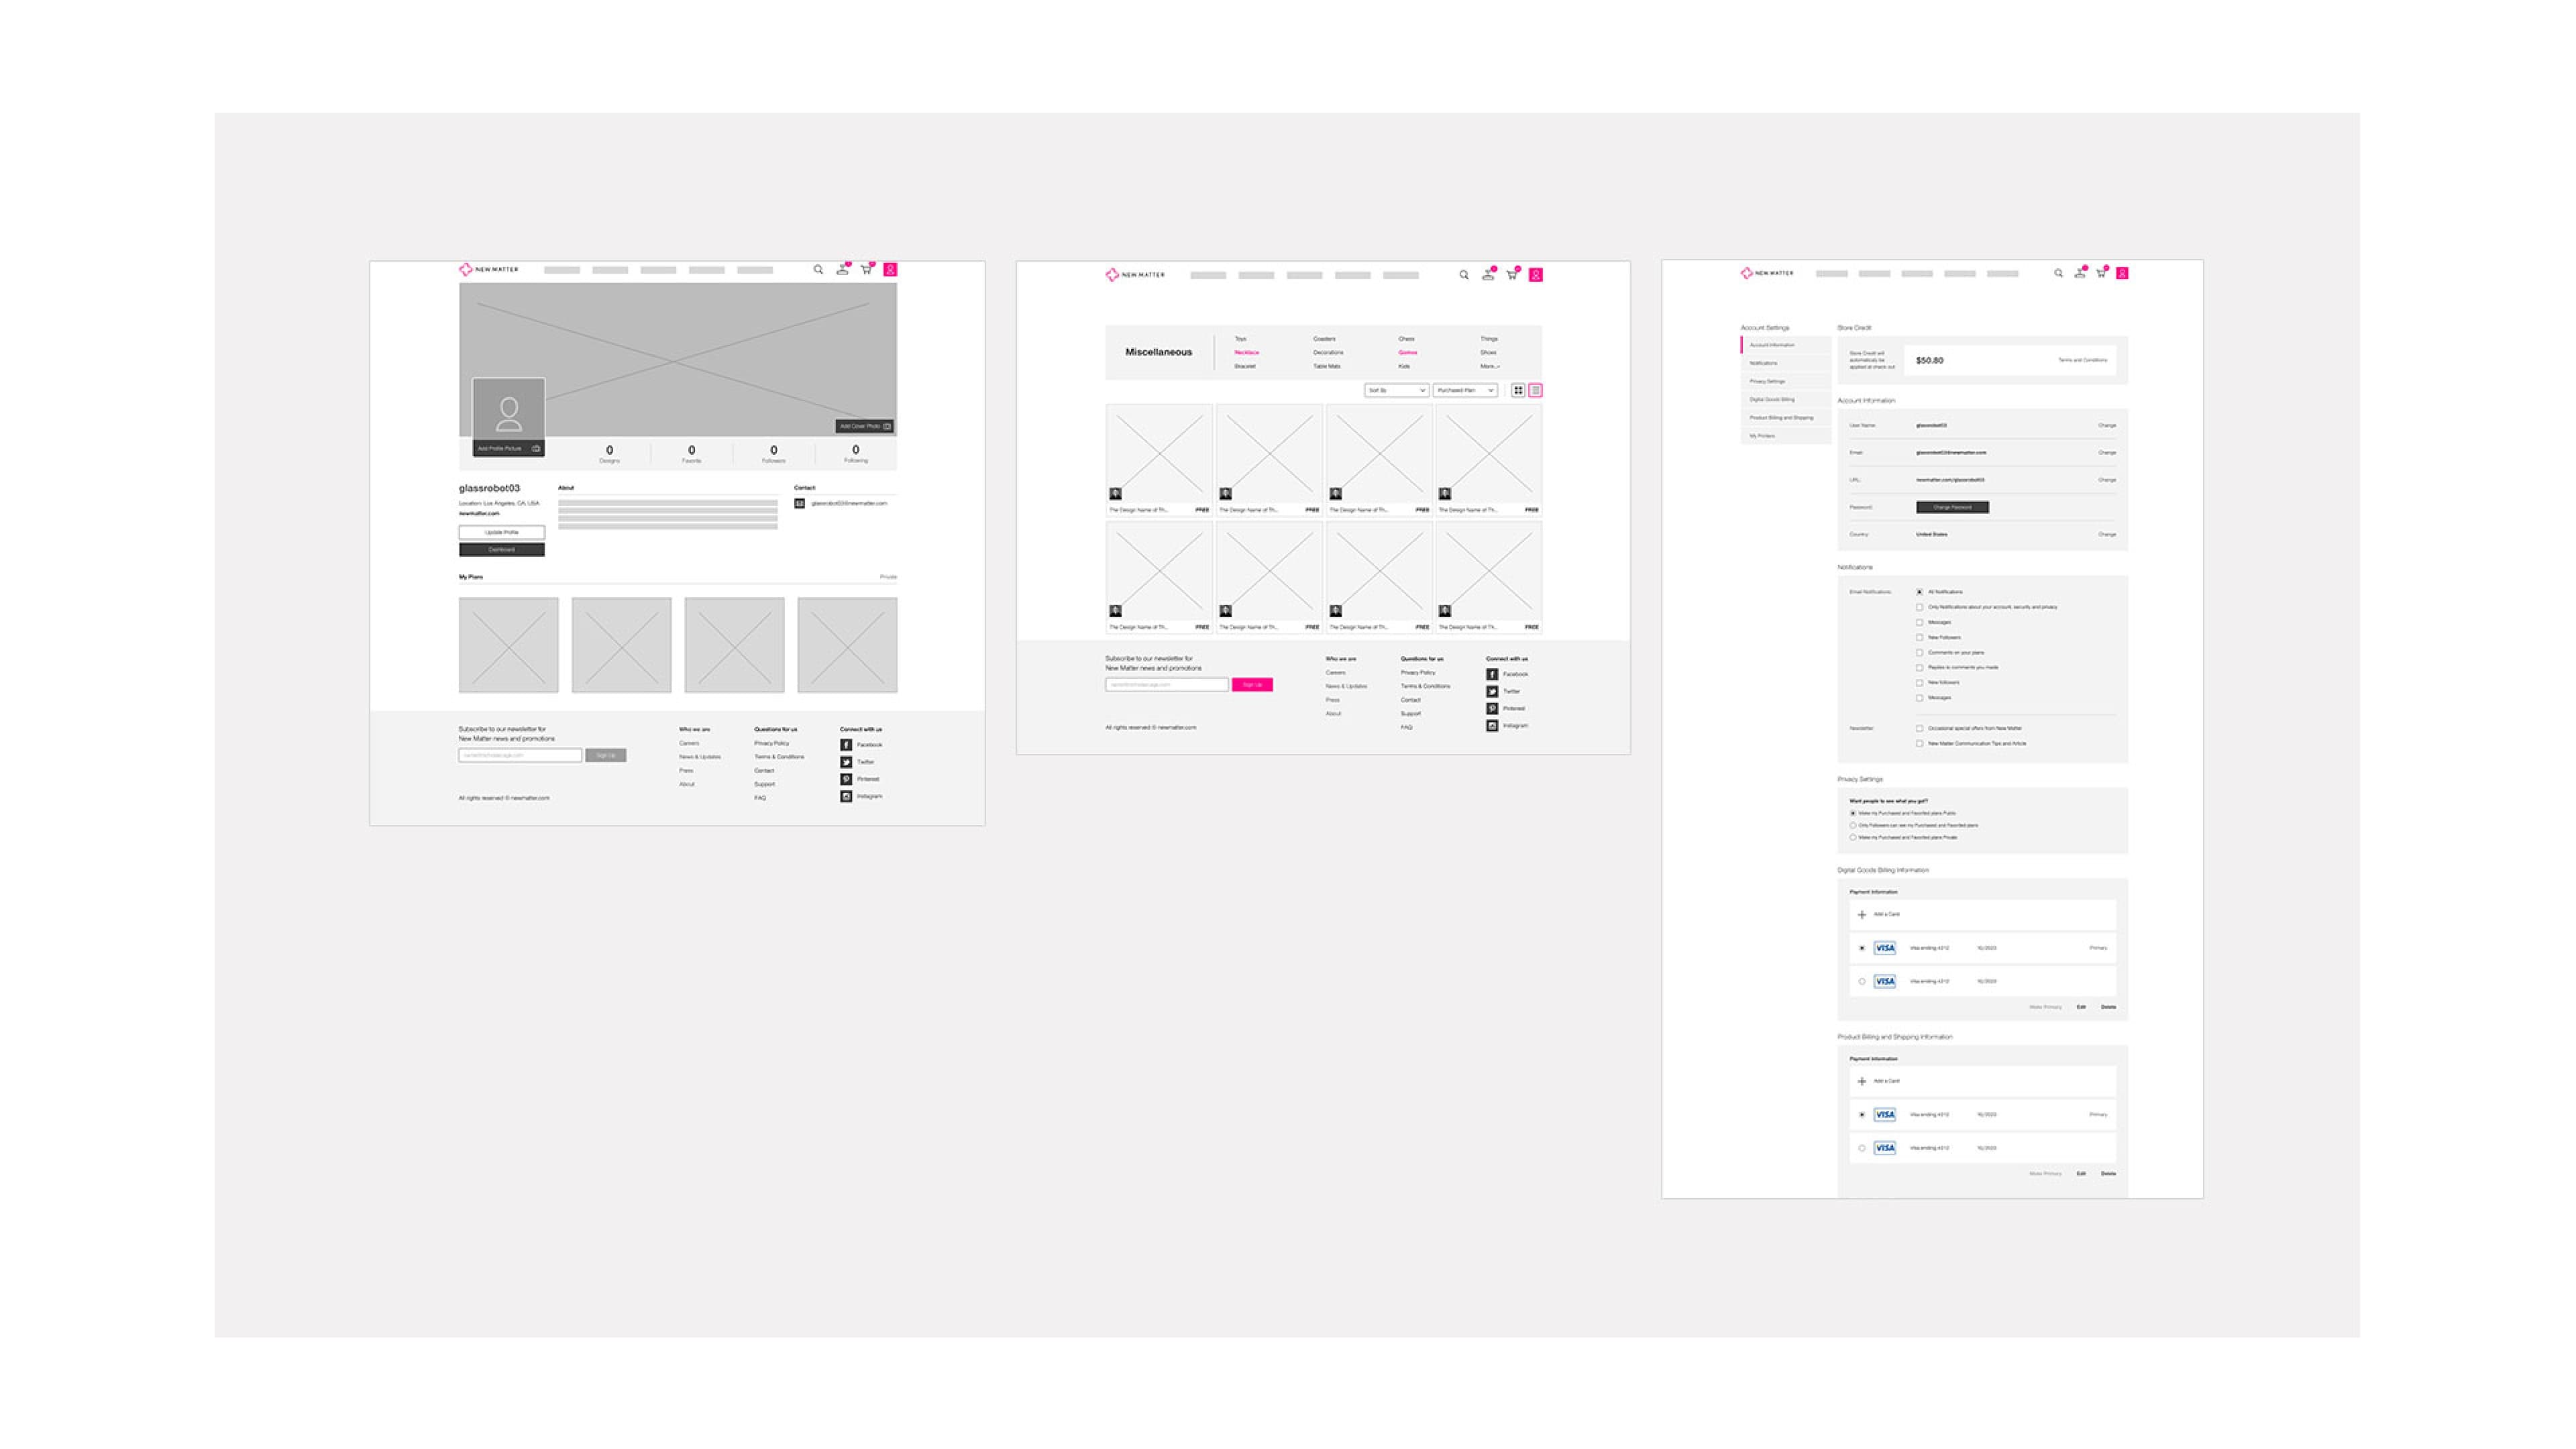 NEW MATTER
Add Profile Picture
Add Cover Photo
0
Designs
0
Favorite
0
Followers
0
Following
glassrobot03
Location: Los Angeles, CA, USA
newmatter.com
Update Profile
Dashboard
About
Contact
glassrobot03@newmatter.com
My Plans
Private
Subscribe to our newsletter for
New Matter news and promotions
Sign Up
All rights reserved © newmatter.com
Who we are
Careers
News & Updates
Press
About
Questions for us
Privacy Policy
Terms & Conditions
Contact
Support
FAQ
Connect with us
Facebook
Twitter
Pinterest
Instagram
NEW MATTER
Miscellaneous
Toys
Necklace
Bracelet
Coasters
Decorations
Table Mats
Chess
Games
Kids
Things
Shoes
More...
Sort By
Purchased Plan
The Design Name of Th... FREE
The Design Name of Th... FREE
The Design Name of Th... FREE
The Design Name of Th... FREE
The Design Name of Th... FREE
The Design Name of Th... FREE
The Design Name of Th... FREE
The Design Name of Th... FREE
Subscribe to our newsletter for
New Matter news and promotions
Sign Up
All rights reserved © newmatter.com
Who we are
Careers
News & Updates
Press
About
Questions for us
Privacy Policy
Terms & Conditions
Contact
Support
FAQ
Connect with us
Facebook
Twitter
Pinterest
Instagram
NEW MATTER
Account Settings
Account Information
Notifications
Privacy Settings
Digital Goods Billing
Product Billing and Shipping
My Printers
Store Credit
Store Credit will
automatically be
applied at check out
$50.80
Terms and Conditions
Account Information
User Name: glassrobot03 Change
Email: glassrobot03@newmatter.com Change
URL: newmatter.com/glassrobot03 Change
Password: Change Password
Country: United States Change
Notifications
Email Notifications:
All Notifications
Only Notifications about your account, security and privacy
Messages
New Followers
Comments on your plans
Replies to comments you made
New followers
Messages
Newsletter:
Occasional special offers from New Matter
New Matter Communication Tips and Article
Privacy Settings
Want people to see what you got?
Make my Purchased and Favorited plans Public
Only Followers can see my Purchased and Favorited plans
Make my Purchased and Favorited plans Private
Digital Goods Billing Information
Payment Information
Add a Card
VISA Visa ending 4312 10/2023 Primary
VISA Visa ending 4312 10/2023
Make Primary Edit Delete
Product Billing and Shipping Information
Payment Information
Add a Card
VISA Visa ending 4312 10/2023 Primary
VISA Visa ending 4312 10/2023
Make Primary Edit Delete